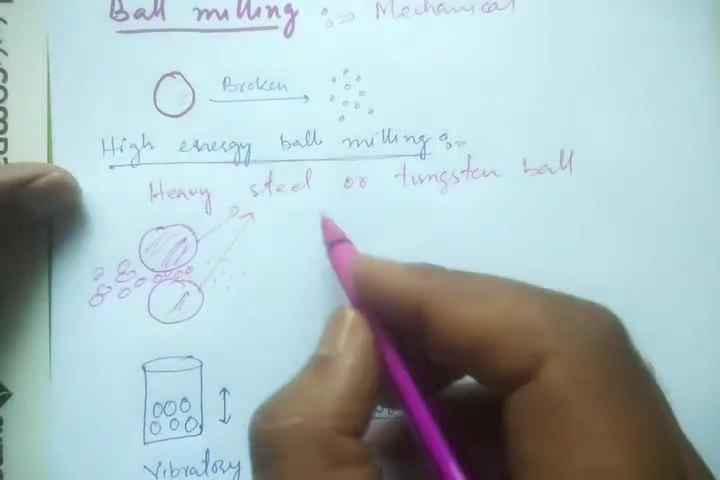 Ball milling :⇒ Mechanical
Broken
High energy ball milling :~
Heavy steel or tungsten ball
Vibratory